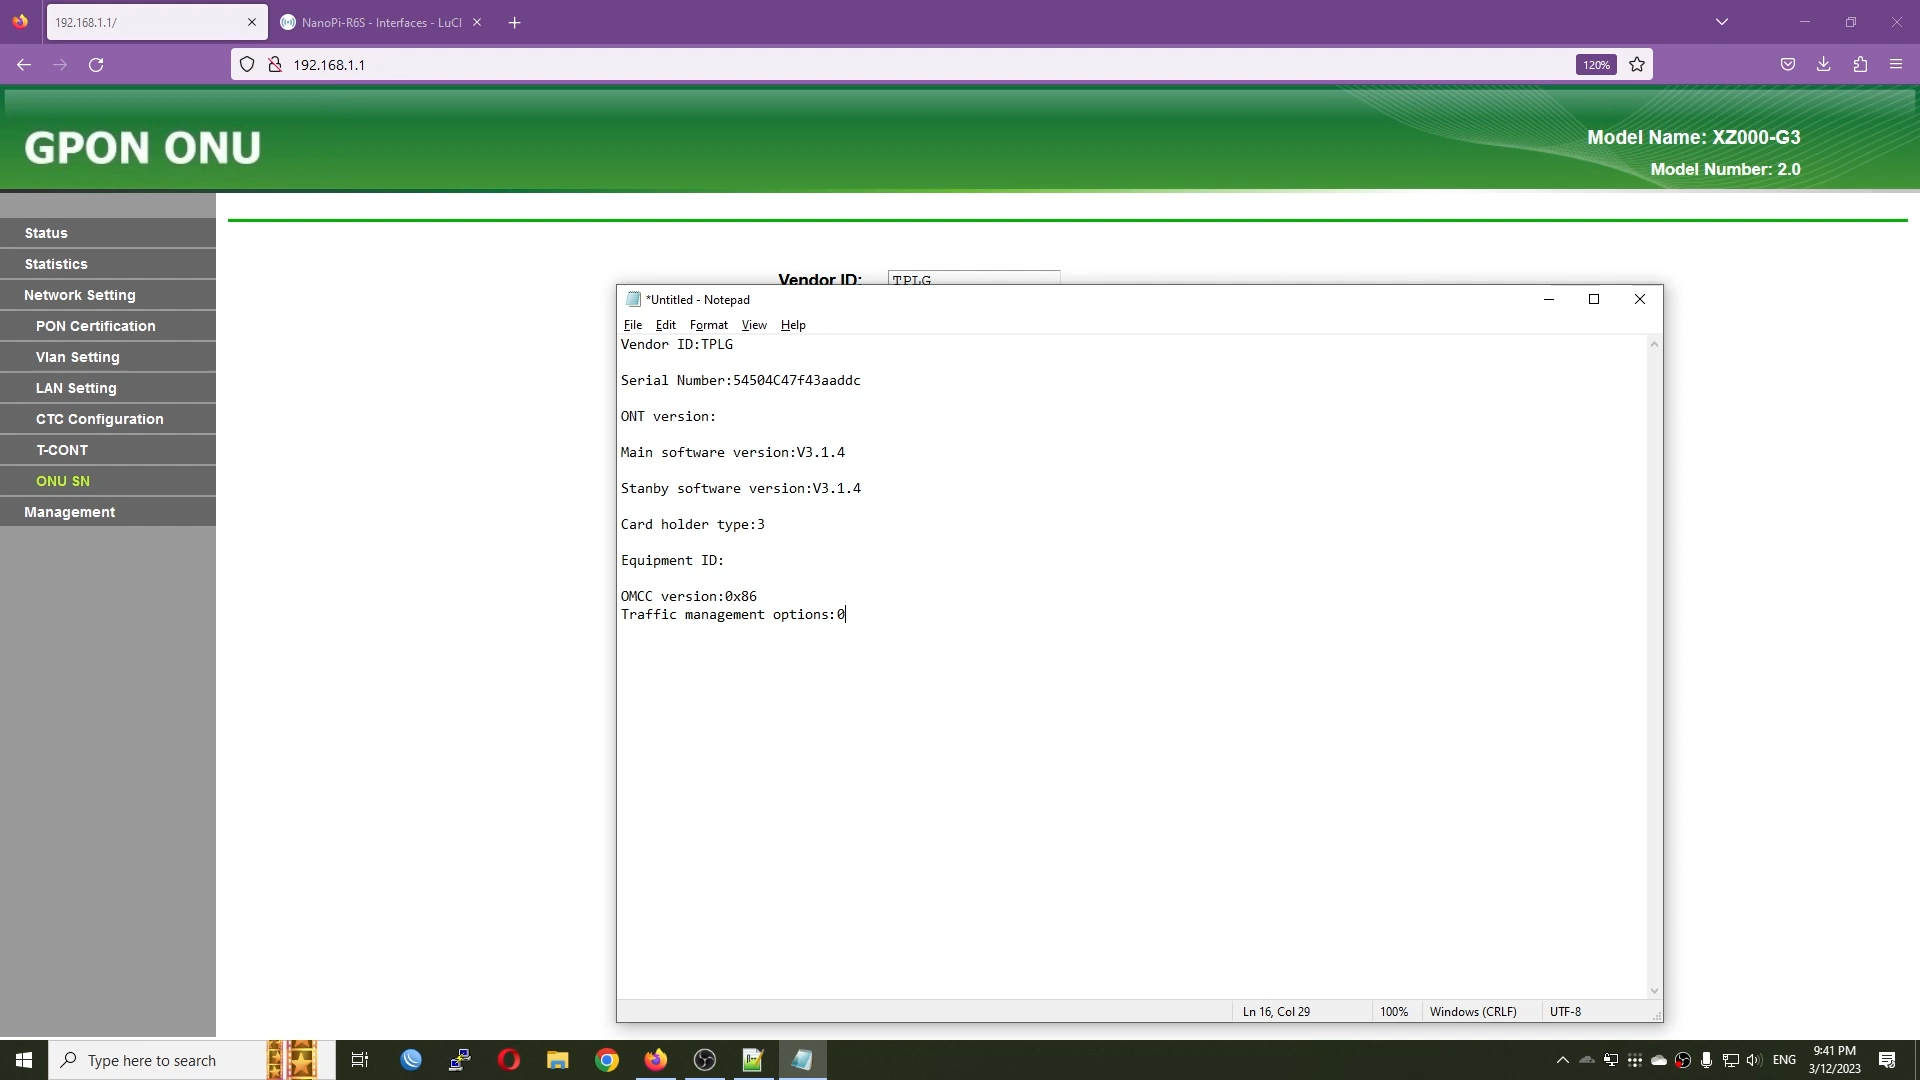 192.168.1.1/
NanoPi-R6S - Interfaces - LuCI
192.168.1.1
120%
GPON ONU
Model Name: XZ000-G3
Model Number: 2.0
Status
Statistics
Network Setting
PON Certification
Vlan Setting
LAN Setting
CTC Configuration
T-CONT
ONU SN
Management
Vendor ID: TPLG
*Untitled - Notepad
File Edit Format View Help
Vendor ID:TPLG
Serial Number:54504C47f43aaddc
ONT version:
Main software version:V3.1.4
Stanby software version:V3.1.4
Card holder type:3
Equipment ID:
OMCC version:0x86
Traffic management options:0
Ln 16, Col 29 100% Windows (CRLF) UTF-8
Type here to search
ENG
9:41 PM
3/12/2023